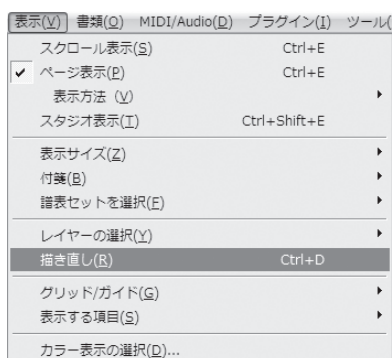 表示(V) 書類(O) MIDI/Audio(D) プラグイン(I) ツール(
スクロール表示(S) Ctrl+E
✔ ページ表示(P) Ctrl+E
表示方法 (V)
スタジオ表示(T) Ctrl+Shift+E
表示サイズ(Z)
付箋(B)
譜表セットを選択(F)
レイヤーの選択(Y)
描き直し(R) Ctrl+D
グリッド/ガイド(G)
表示する項目(S)
カラー表示の選択(D)...